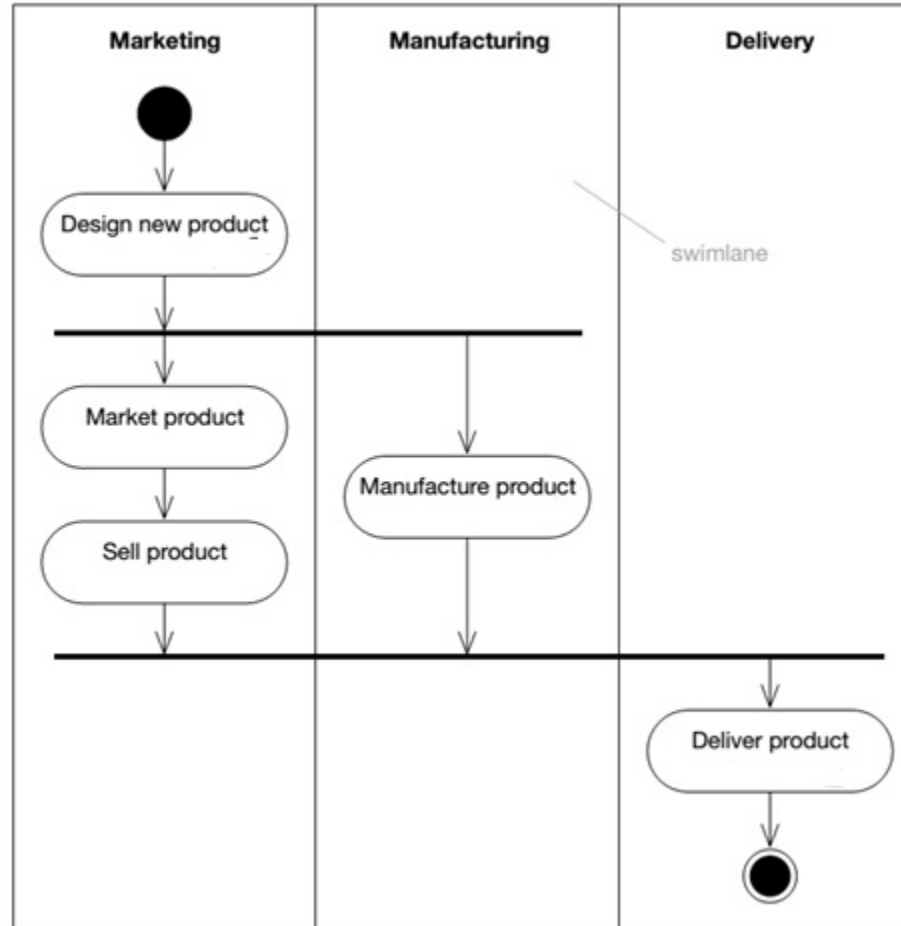 Marketing
Manufacturing
Delivery
Design new product
swimlane
Market product
Manufacture product
Sell product
Deliver product